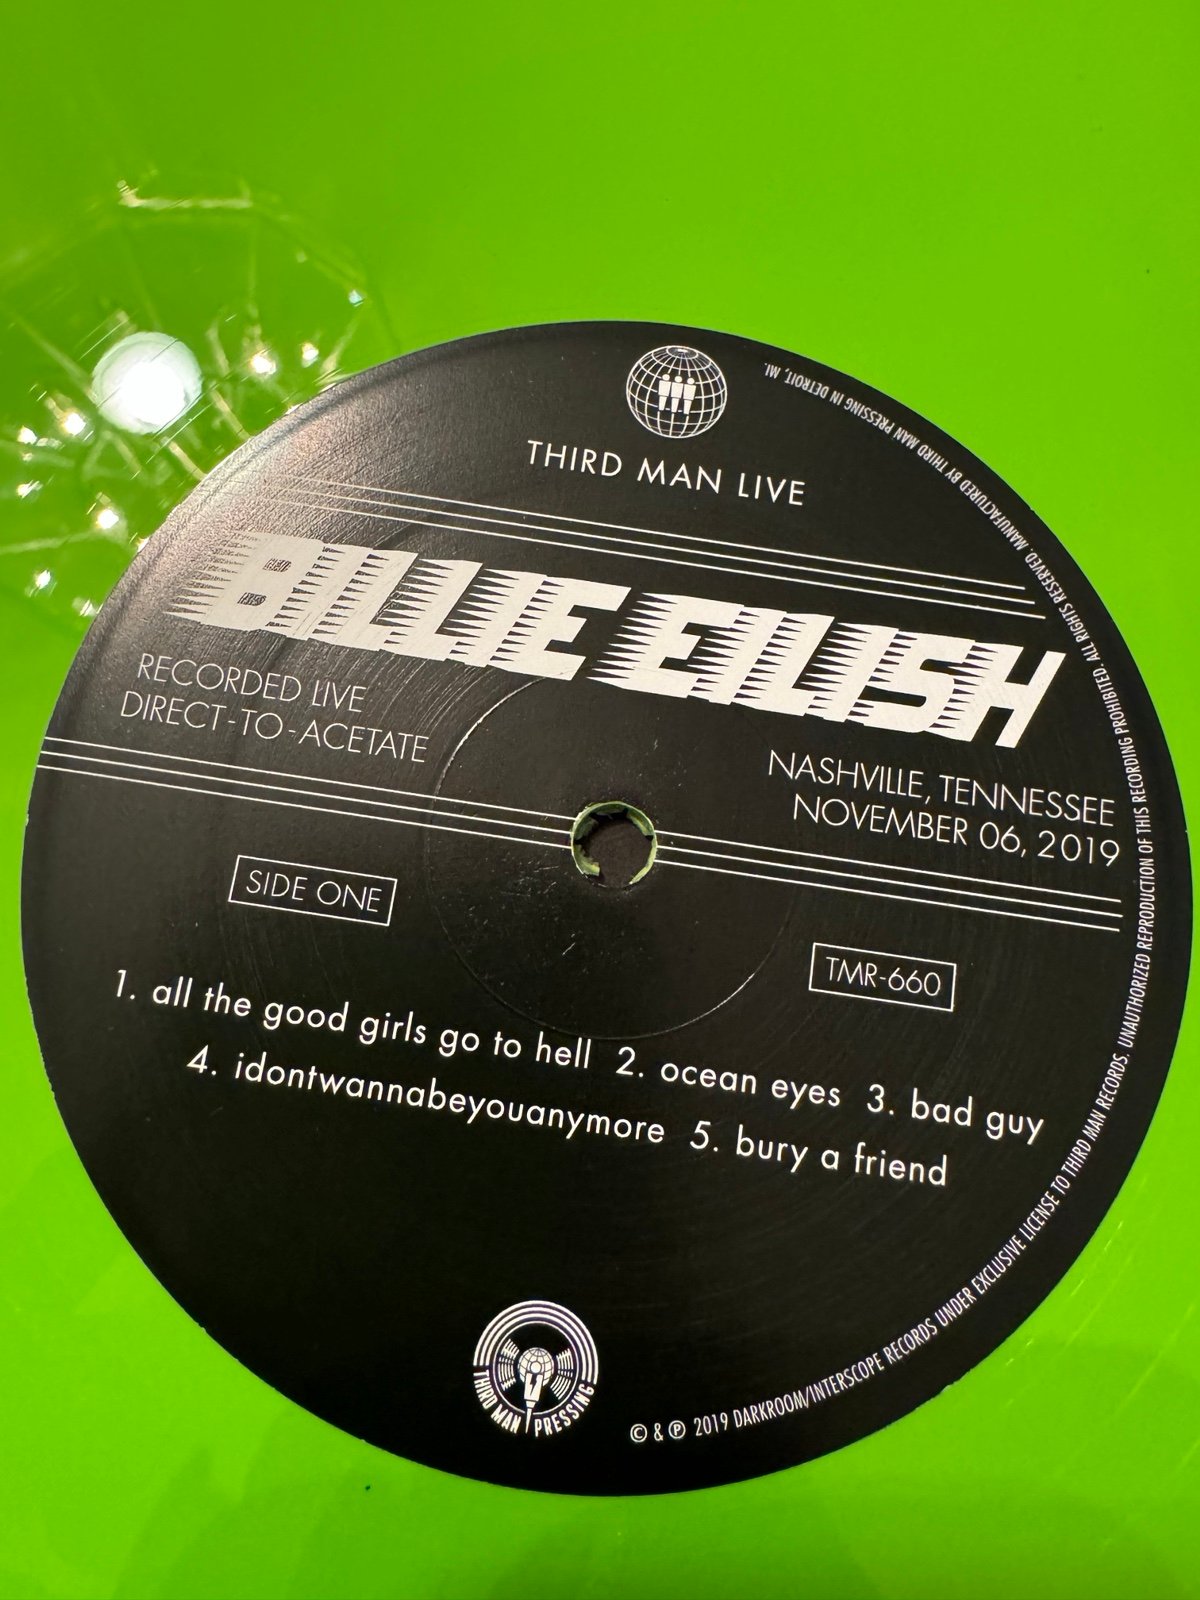 THIRD MAN LIVE
BILLIE EILISH
RECORDED LIVE
DIRECT-TO-ACETATE
NASHVILLE, TENNESSEE
NOVEMBER 06, 2019
SIDE ONE
TMR-660
1. all the good girls go to hell 2. ocean eyes 3. bad guy
4. idontwannabeyouanymore 5. bury a friend
THIRD MAN PRESSING
© & ℗ 2019 DARKROOM/INTERSCOPE RECORDS UNDER EXCLUSIVE LICENSE TO THIRD MAN RECORDS. UNAUTHORIZED REPRODUCTION OF THIS RECORDING PROHIBITED. ALL RIGHTS RESERVED. MANUFACTURED BY THIRD MAN PRESSING IN DETROIT, MI.